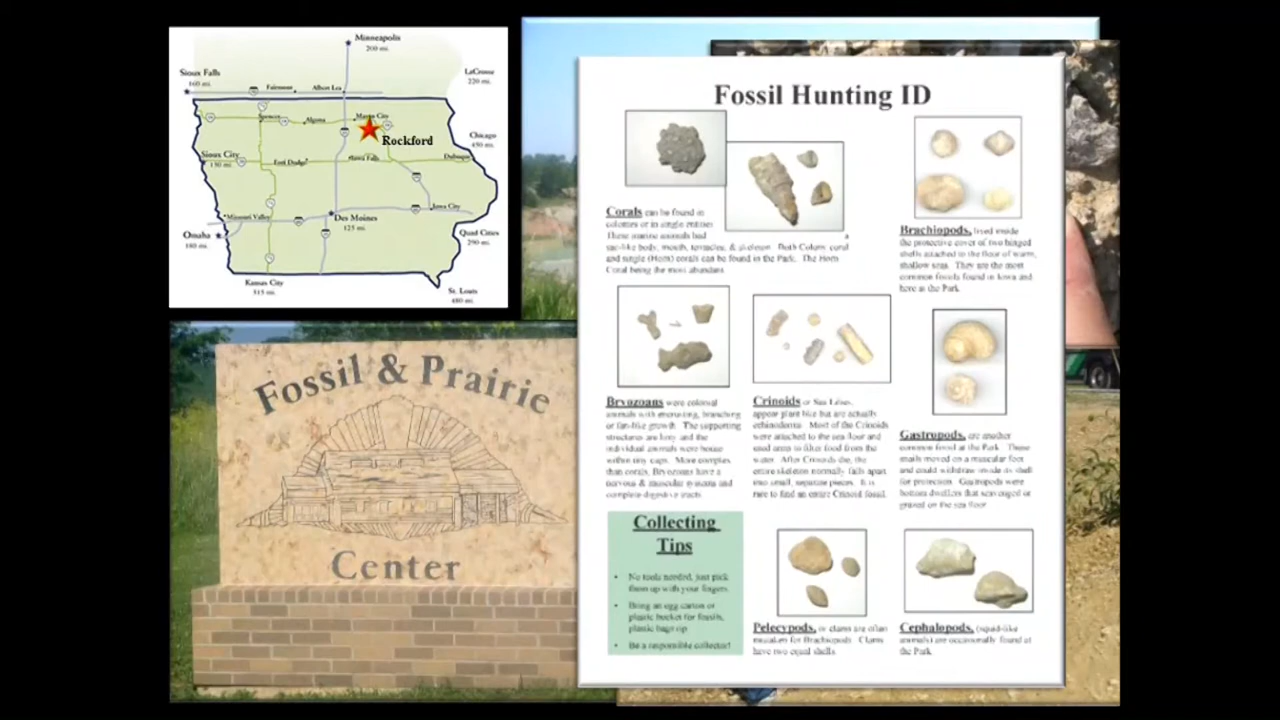 Minneapolis
200 mi.
Sioux Falls
160 mi.
LaCrosse
220 mi.
Fairmont
Albert Lea
Spencer
Algona
Mason City
Rockford
Chicago
450 mi.
Sioux City
150 mi.
Fort Dodge
Iowa Falls
Dubuque
Missouri Valley
Iowa City
Des Moines
125 mi.
Omaha
180 mi.
Quad Cities
290 mi.
Kansas City
315 mi.
St. Louis
480 mi.
Fossil & Prairie
Center
Fossil Hunting ID
Corals can be found in
colonies or as single entities
These marine animals had
sac-like body, mouth, tentacles, & skeleton. Both Colony coral
and single (Horn) corals can be found in the Park. The Horn
Coral being the most abundant.
Brachiopods, lived inside
the protective cover of two hinged
shells attached to the floor of warm,
shallow seas. They are the most
common fossils found in Iowa and
here at the Park.
Bryozoans were colonial
animals with encrusting, branching
or fan-like growth. The supporting
structures are limy and the
individual animals were house
within tiny cups. More complex
than corals, Bryozoans have a
nervous & muscular systems and
complete digestive tracts.
Crinoids or Sea Lilies,
appear plant like but are actually
echinoderms. Most of the Crinoids
were attached to the sea floor and
used arms to filter food from the
water. After Crinoids die, the
entire skeleton normally falls apart
into small, separate pieces. It is
rare to find an entire Crinoid fossil.
Gastropods, are another
common fossil at the Park. These
snails moved on a muscular foot
and could withdraw inside its shell
for protection. Gastropods were
bottom dwellers that scavenged or
grazed on the sea floor
Collecting
Tips
• No tools needed, just pick
them up with your fingers.
• Bring an egg carton or
plastic bucket for fossils,
plastic bags rip.
• Be a responsible collector!
Pelecypods, or clams are often
mistaken for Brachiopods. Clams
have two equal shells.
Cephalopods, (squid-like
animals) are occasionally found at
the Park